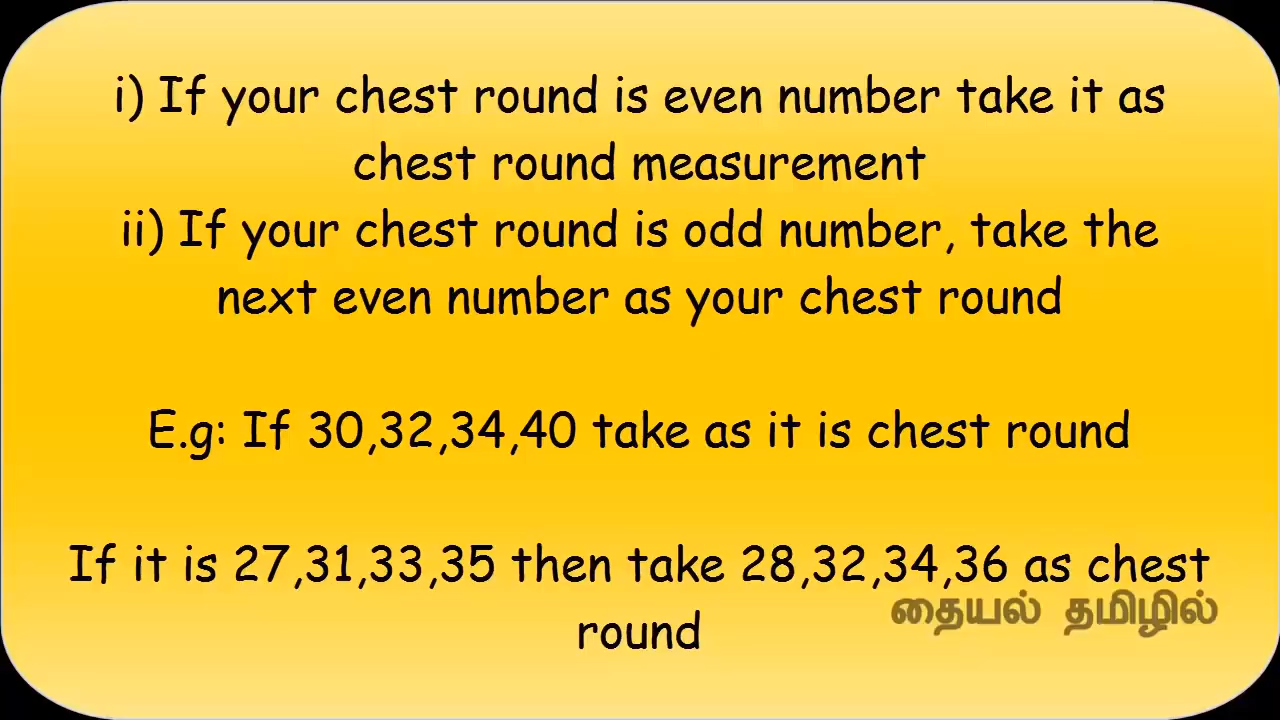 i) If your chest round is even number take it as
chest round measurement
ii) If your chest round is odd number, take the
next even number as your chest round
E.g: If 30,32,34,40 take as it is chest round
If it is 27,31,33,35 then take 28,32,34,36 as chest
round
தையல் தமிழில்